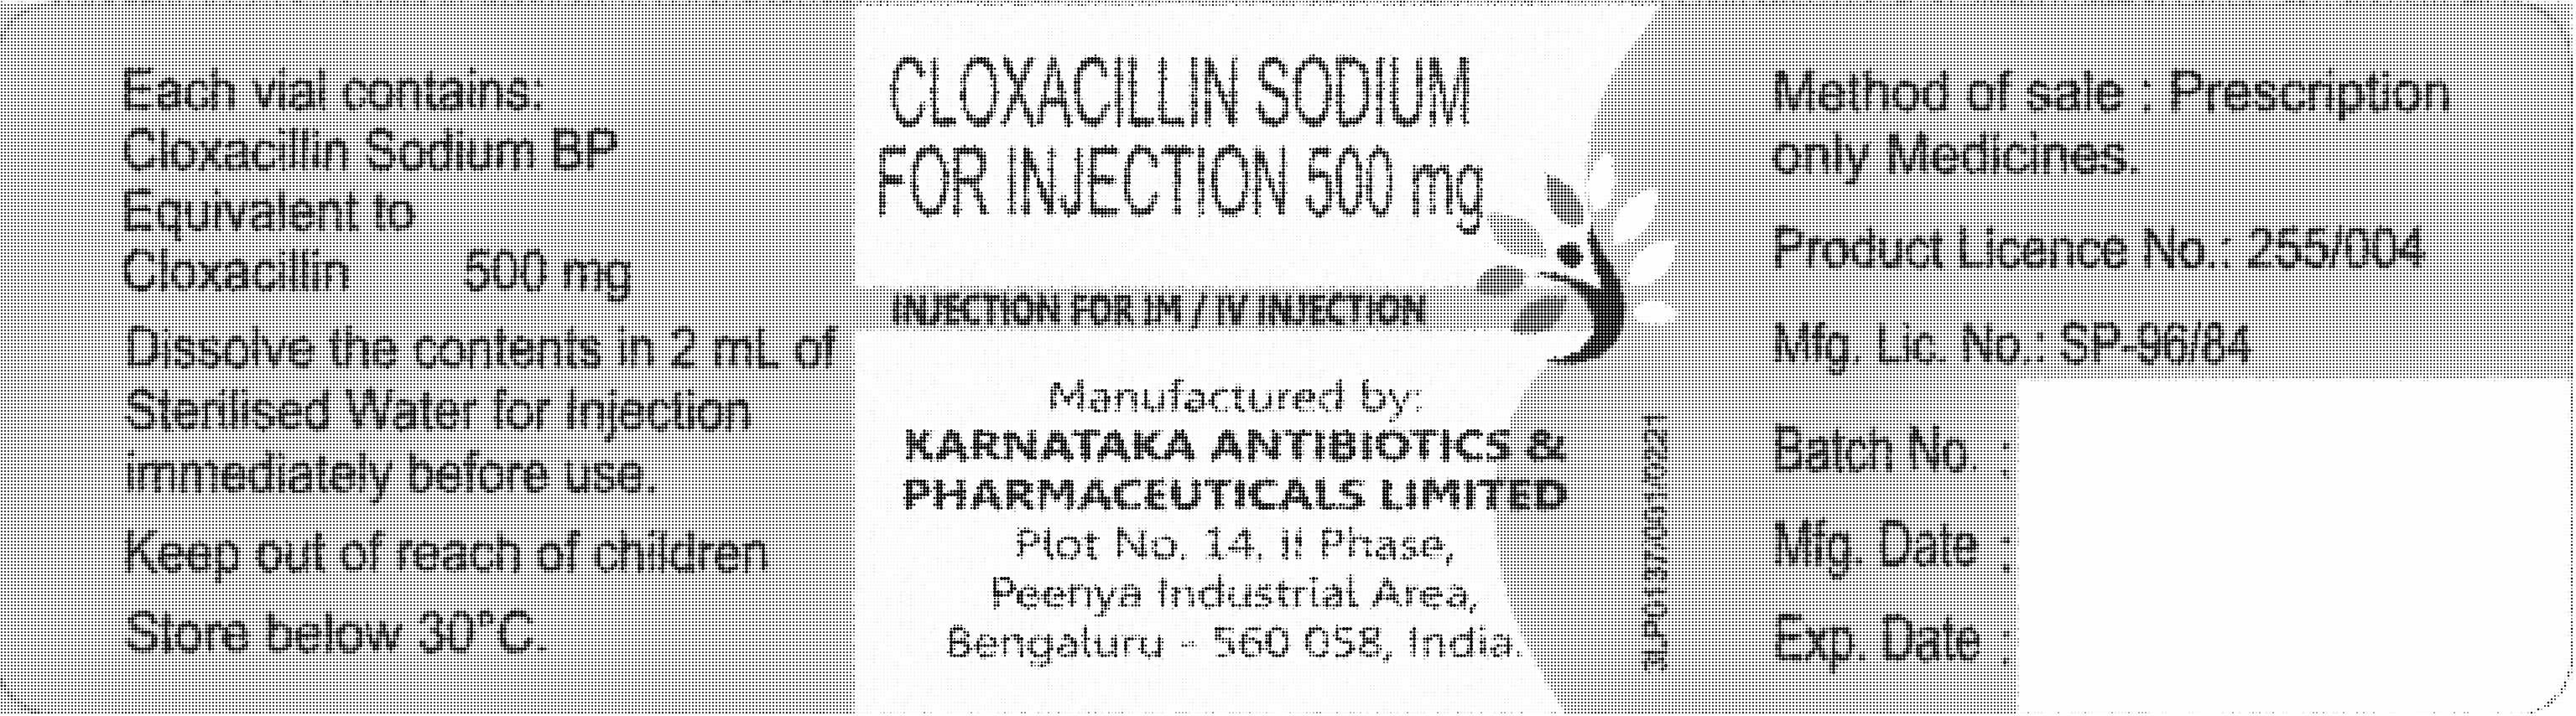 Each vial contains:
Cloxacillin Sodium BP
Equivalent to
Cloxacillin 500 mg
Dissolve the contents in 2 mL of
Sterilised Water for Injection
immediately before use.
Keep out of reach of children
Store below 30°C.
CLOXACILLIN SODIUM
FOR INJECTION 500 mg
INJECTION FOR IM / IV INJECTION
Manufactured by:
KARNATAKA ANTIBIOTICS &
PHARMACEUTICALS LIMITED
Plot No. 14, II Phase,
Peenya Industrial Area,
Bengaluru - 560 058, India.
Method of sale : Prescription
only Medicines.
Product Licence No.: 255/004
Mfg. Lic. No.: SP-96/84
Batch No. :
Mfg. Date :
Exp. Date :